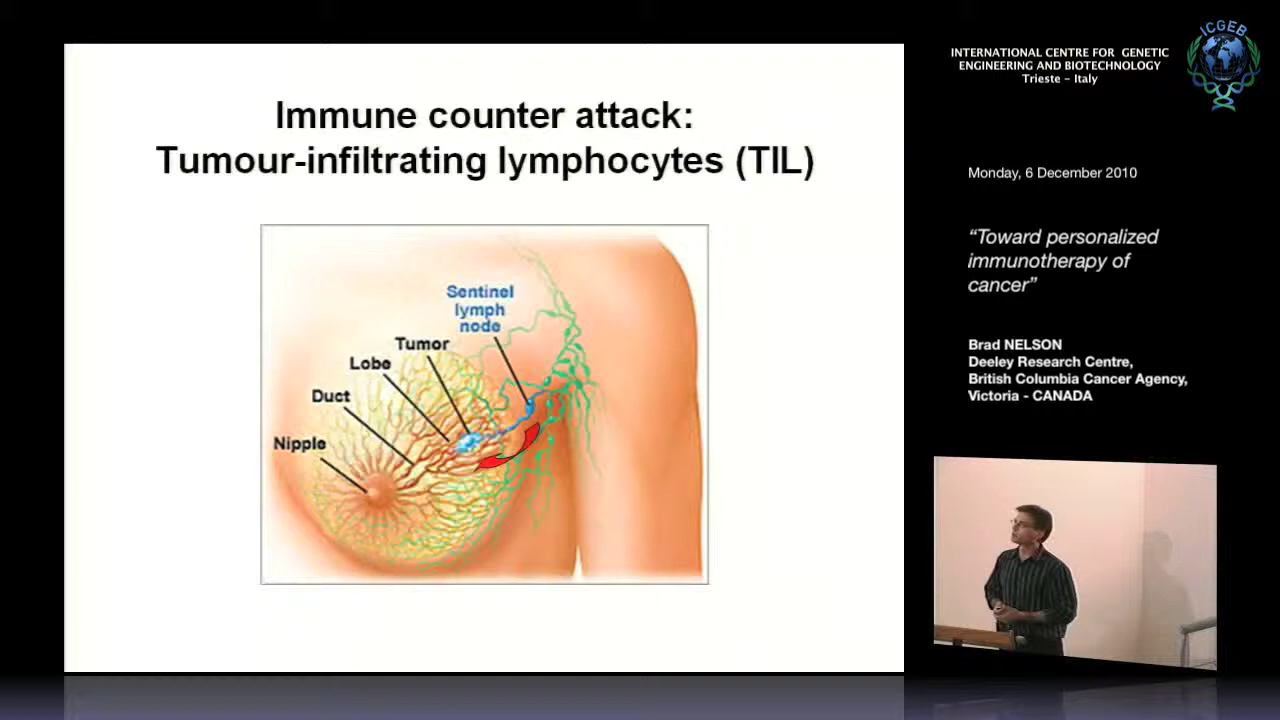 Immune counter attack:
Tumour-infiltrating lymphocytes (TIL)
Sentinel
lymph
node
Tumor
Lobe
Duct
Nipple
ICGEB
INTERNATIONAL CENTRE FOR GENETIC
ENGINEERING AND BIOTECHNOLOGY
Trieste - Italy
Monday, 6 December 2010
“Toward personalized
immunotherapy of
cancer”
Brad NELSON
Deeley Research Centre,
British Columbia Cancer Agency,
Victoria - CANADA